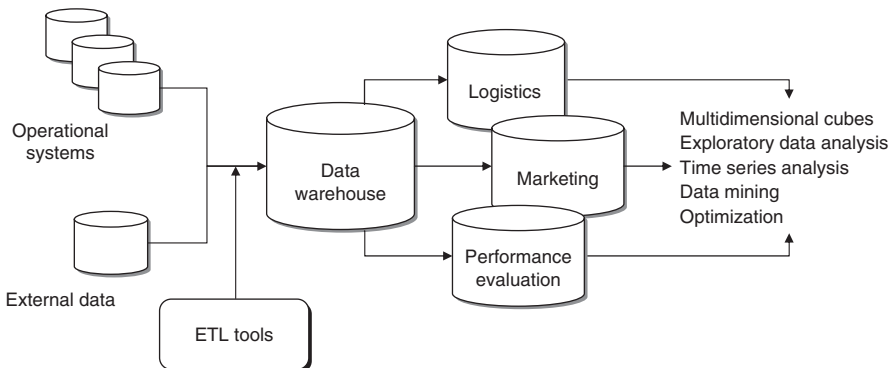 Operational
systems
External data
ETL tools
Data
warehouse
Logistics
Marketing
Performance
evaluation
Multidimensional cubes
Exploratory data analysis
Time series analysis
Data mining
Optimization